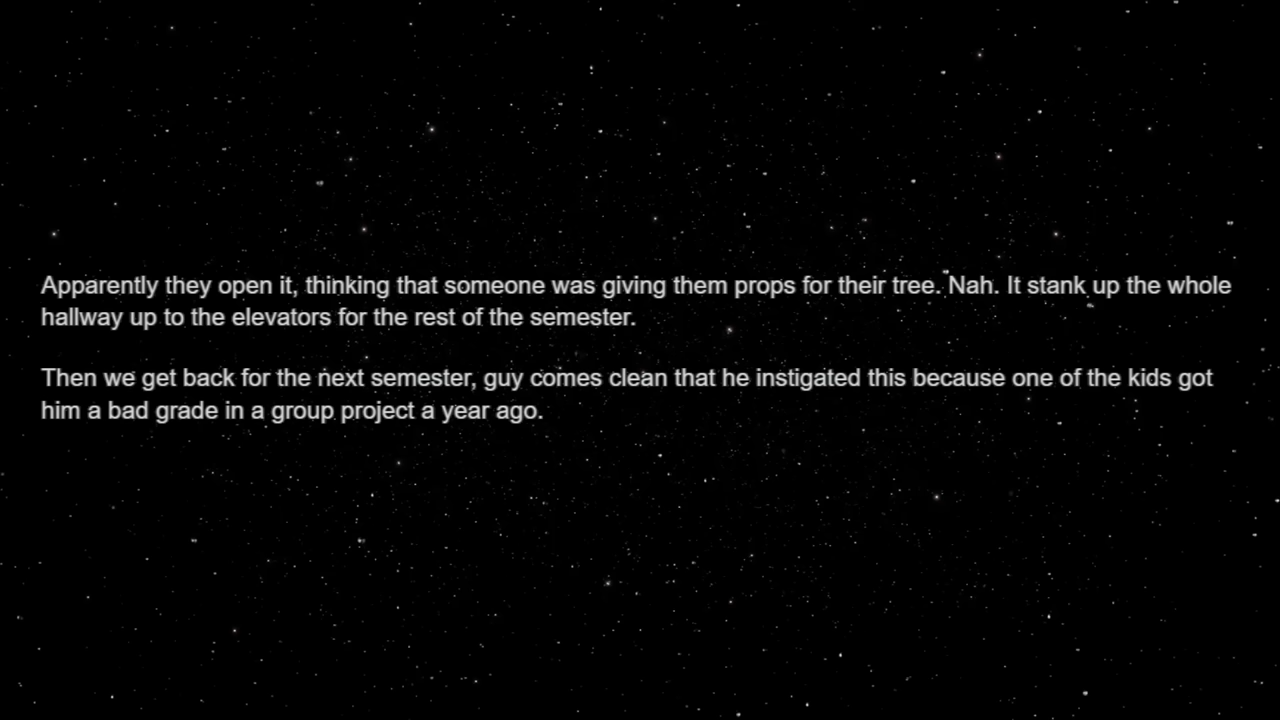 Apparently they open it, thinking that someone was giving them props for their tree. Nah. It stank up the whole
hallway up to the elevators for the rest of the semester.
Then we get back for the next semester, guy comes clean that he instigated this because one of the kids got
him a bad grade in a group project a year ago.